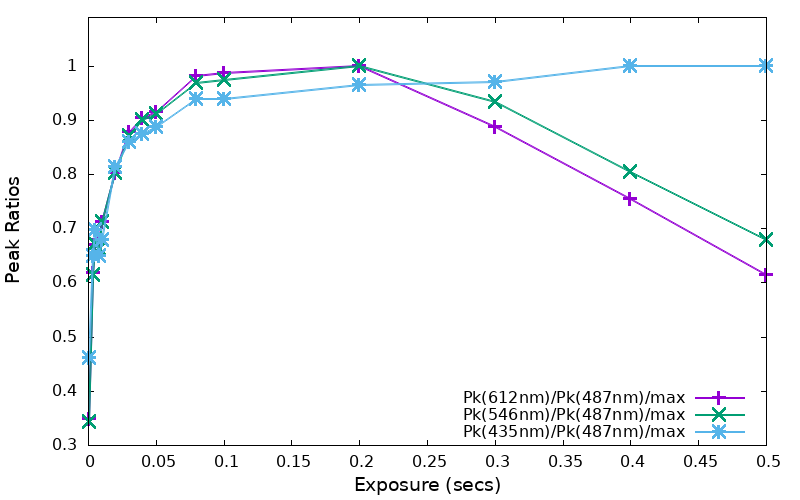 1
0.9
0.8
0.7
0.6
0.5
0.4
0.3
Peak Ratios
Pk(612nm)/Pk(487nm)/max
Pk(546nm)/Pk(487nm)/max
Pk(435nm)/Pk(487nm)/max
0 0.05 0.1 0.15 0.2 0.25 0.3 0.35 0.4 0.45 0.5
Exposure (secs)